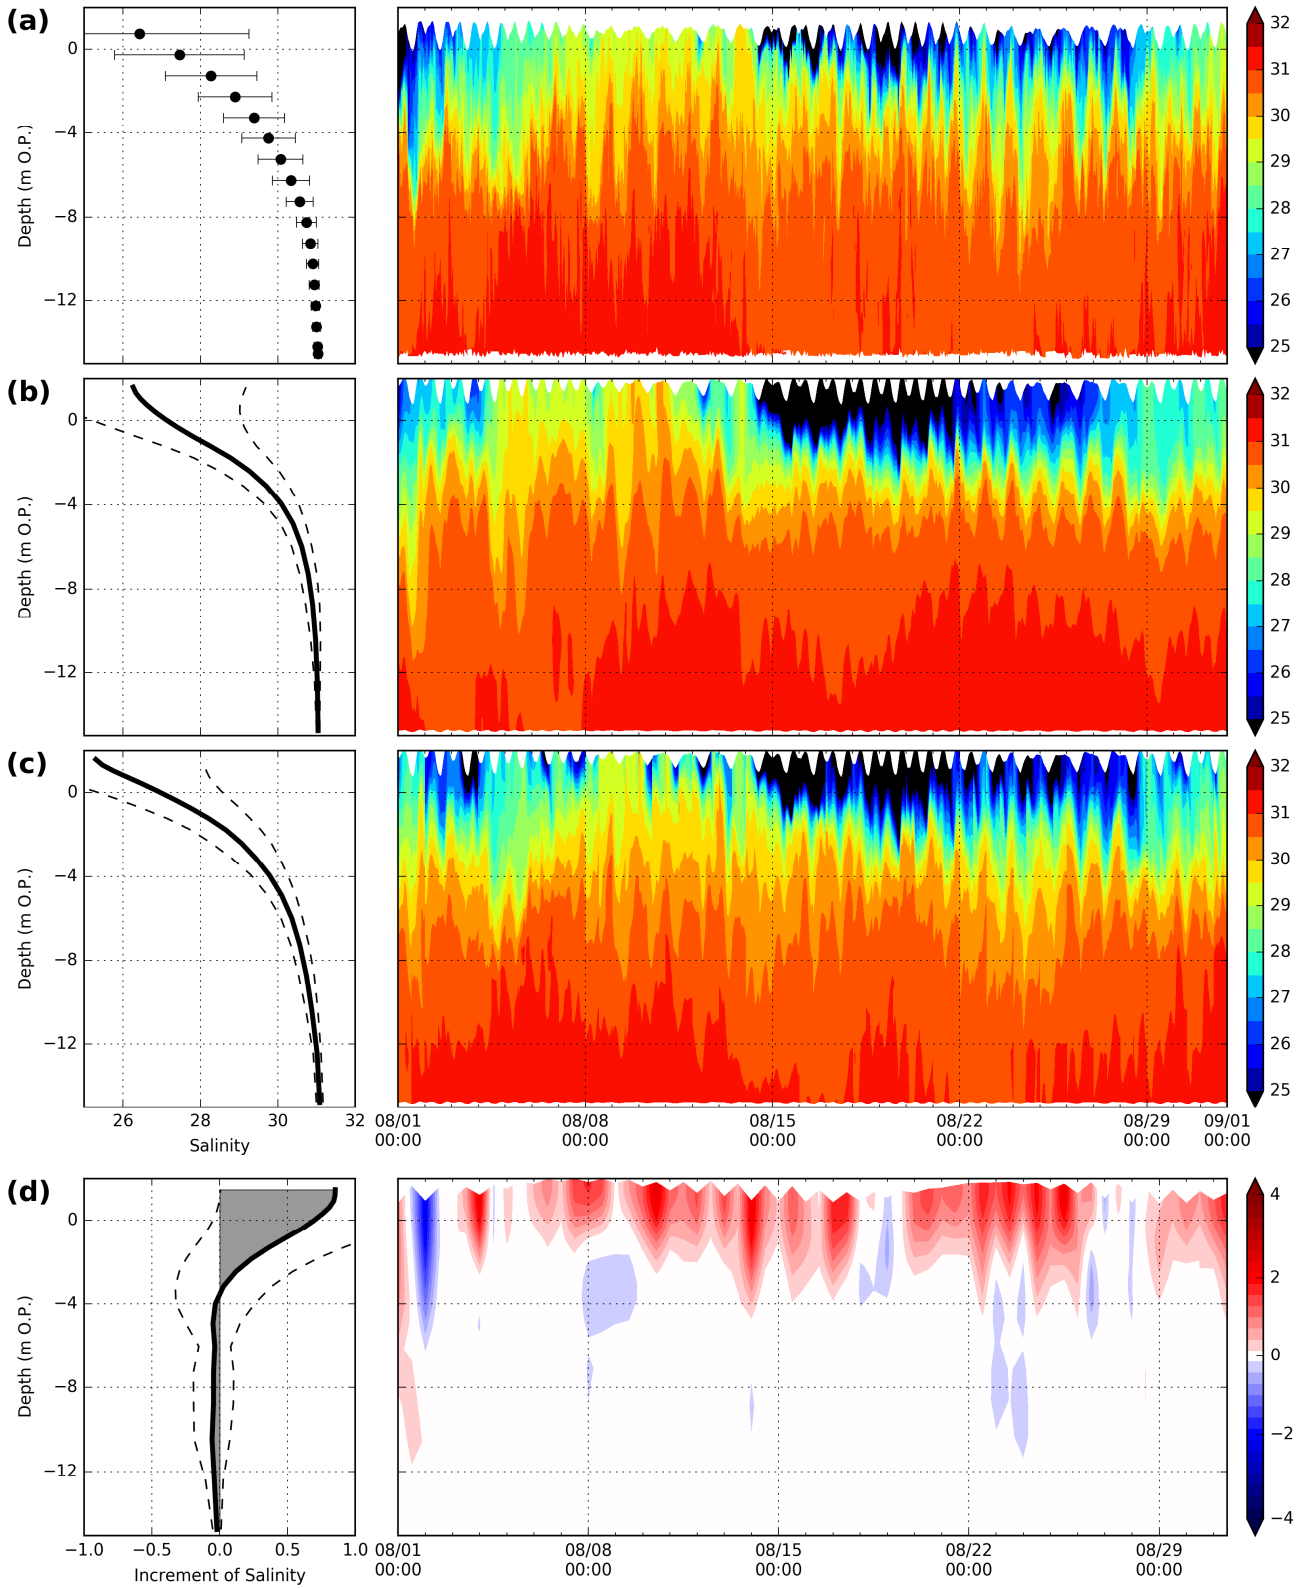 (a)
0
−4
−8
−12
Depth (m O.P.)
32
31
30
29
28
27
26
25
(b)
0
−4
−8
−12
Depth (m O.P.)
32
31
30
29
28
27
26
25
(c)
0
−4
−8
−12
Depth (m O.P.)
32
31
30
29
28
27
26
25
26 28 30 32
Salinity
08/01 08/08 08/15 08/22 08/29 09/01
00:00 00:00 00:00 00:00 00:00 00:00
(d)
0
−4
−8
−12
Depth (m O.P.)
4
2
0
−2
−4
−1.0 −0.5 0.0 0.5 1.0
Increment of Salinity
08/01 08/08 08/15 08/22 08/29
00:00 00:00 00:00 00:00 00:00